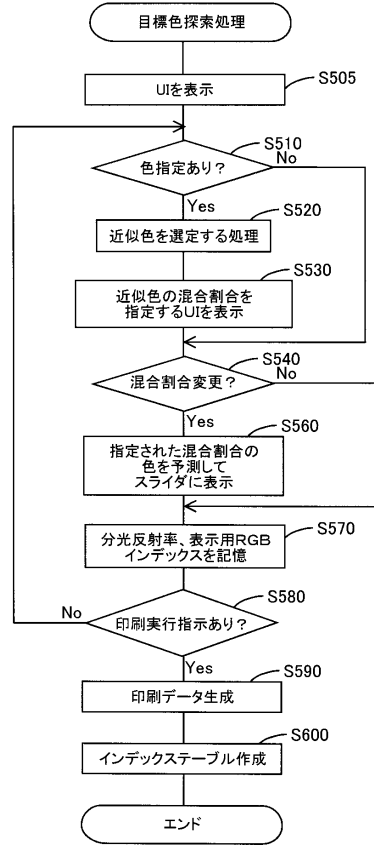 目標色探索処理
UIを表示
S505
色指定あり?
S510
No
Yes
近似色を選定する処理
S520
近似色の混合割合を
指定するUIを表示
S530
混合割合変更?
S540
No
Yes
指定された混合割合の
色を予測して
スライダに表示
S560
分光反射率、表示用RGB
インデックスを記憶
S570
印刷実行指示あり?
S580
No
Yes
印刷データ生成
S590
インデックステーブル作成
S600
エンド